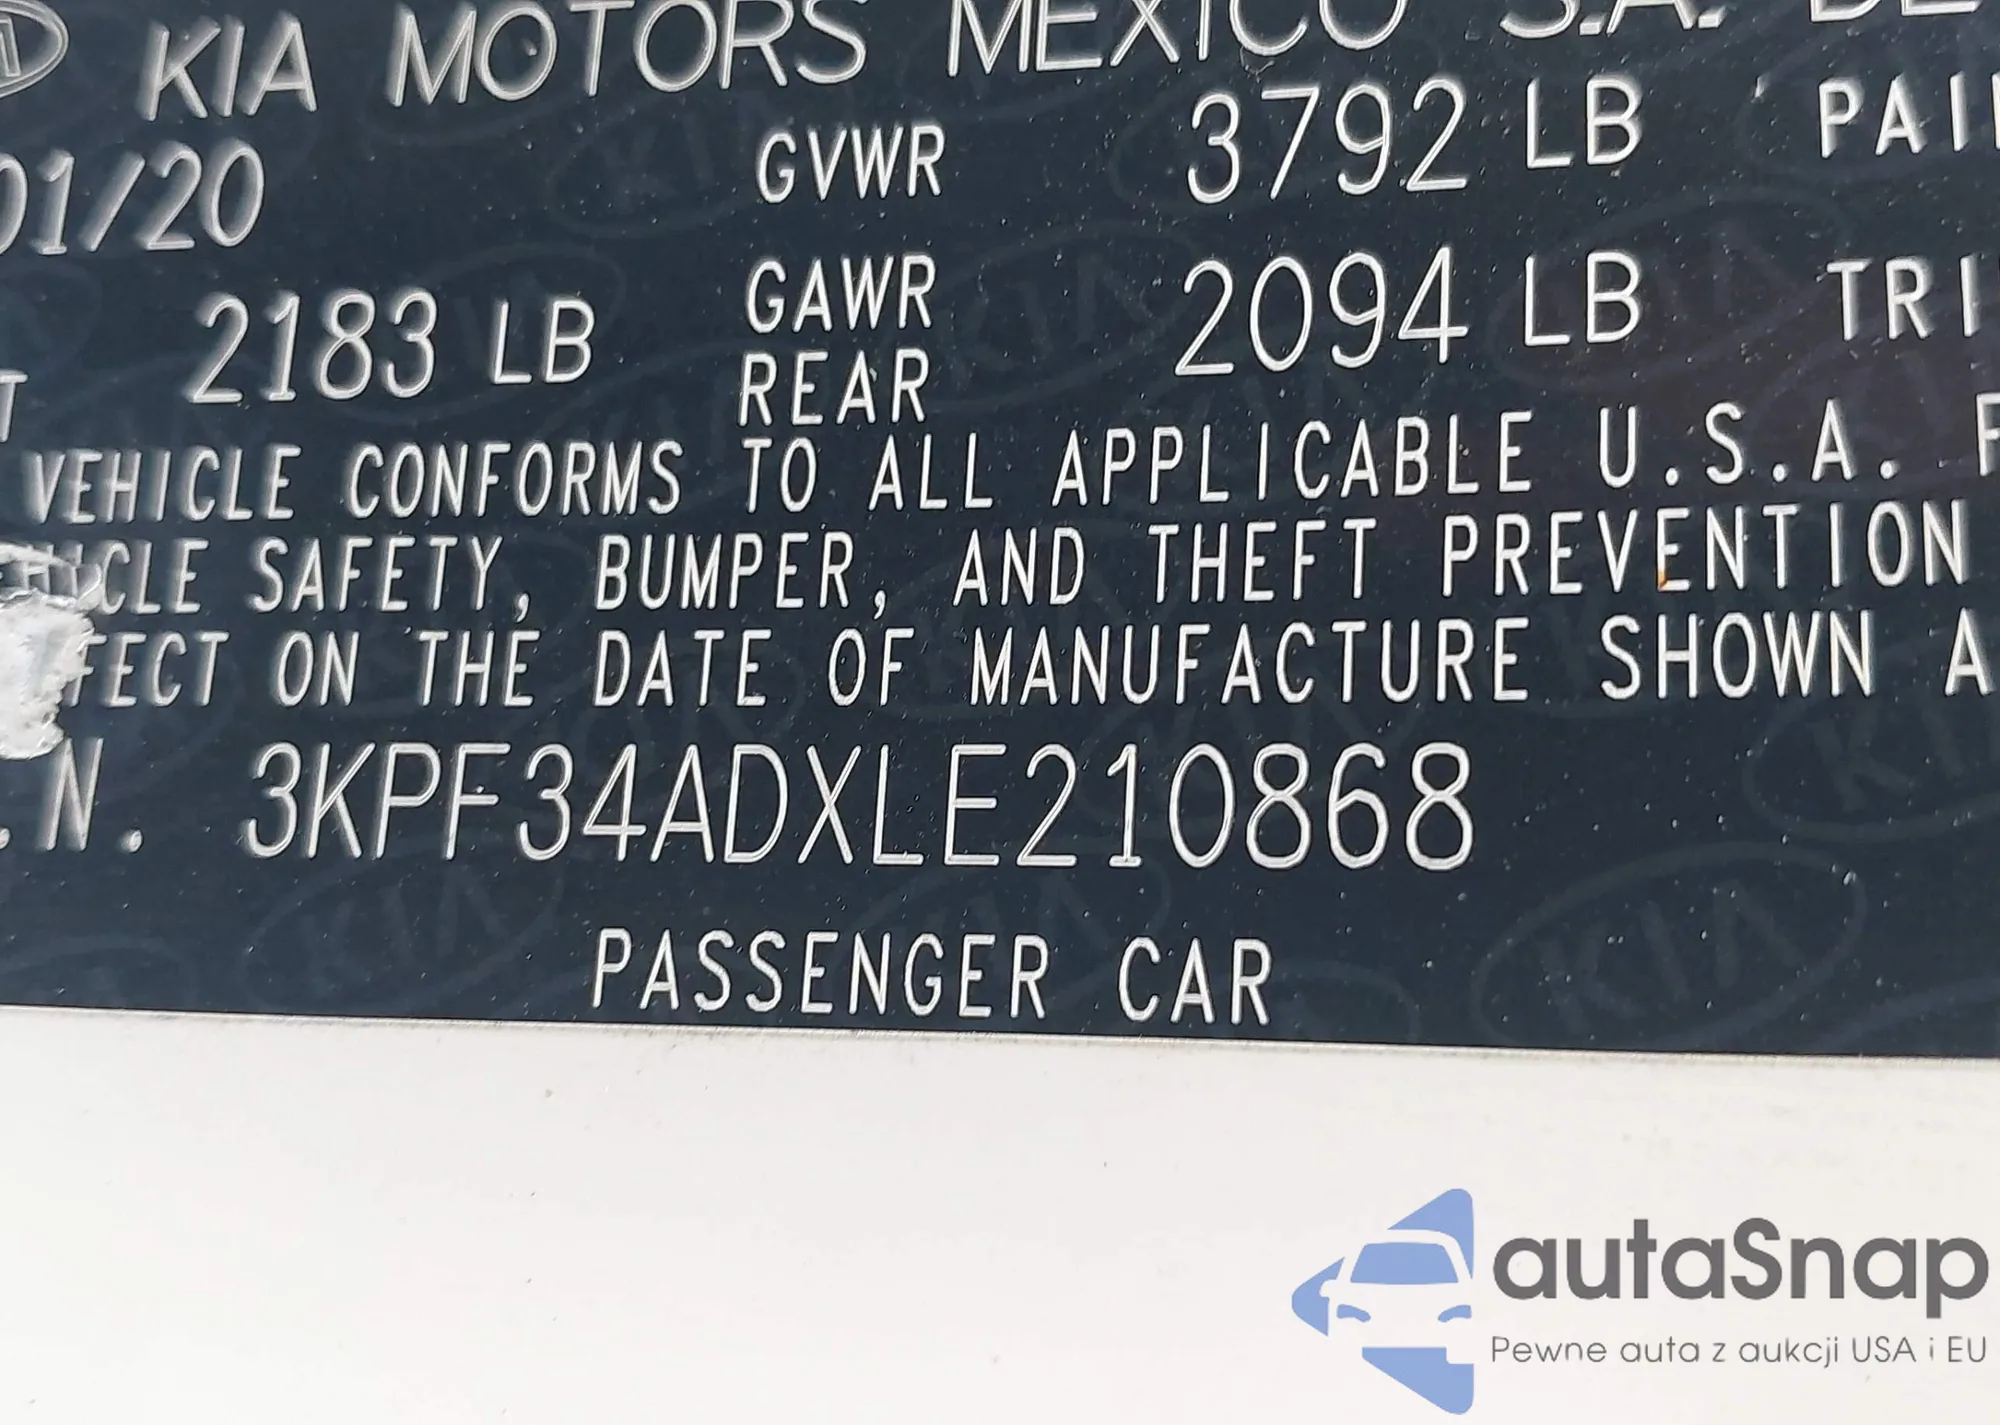 KIA MOTORS MEXICO S.A. DE
01/20 GVWR 3792 LB PAI
2183 LB GAWR REAR 2094 LB TRI
T
VEHICLE CONFORMS TO ALL APPLICABLE U.S.A. F
HICLE SAFETY, BUMPER, AND THEFT PREVENTION
FECT ON THE DATE OF MANUFACTURE SHOWN A
.N. 3KPF34ADXLE210868
PASSENGER CAR
autaSnap
Pewne auta z aukcji USA i EU